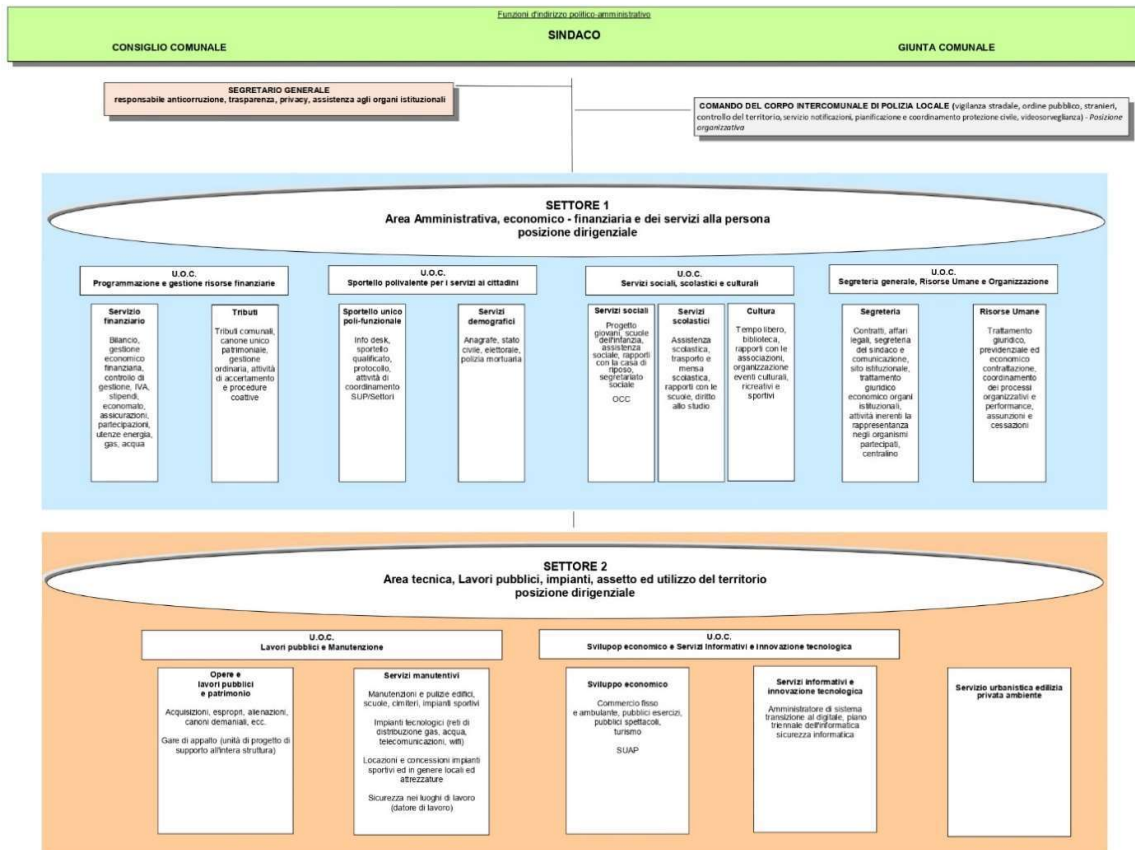 Funzioni d'indirizzo politico-amministrativo
SINDACO
CONSIGLIO COMUNALE
GIUNTA COMUNALE
SEGRETARIO GENERALE
responsabile anticorruzione, trasparenza, privacy, assistenza agli organi istituzionali
COMANDO DEL CORPO INTERCOMUNALE DI POLIZIA LOCALE (vigilanza stradale, ordine pubblico, stranieri,
controllo del territorio, servizio notificazioni, pianificazione e coordinamento protezione civile, videosorveglianza) - Posizione
organizzativa
SETTORE 1
Area Amministrativa, economico - finanziaria e dei servizi alla persona
posizione dirigenziale
U.O.C.
Programmazione e gestione risorse finanziarie
Servizio
finanziario
Bilancio,
gestione
economico
finanziaria,
controllo di
gestione, IVA,
stipendi,
economato,
assicurazioni,
partecipazioni,
utenze energia,
gas, acqua
Tributi
Tributi comunali,
canone unico
patrimoniale,
gestione
ordinaria, attività
di accertamento
e procedure
coattive
U.O.C.
Sportello polivalente per i servizi ai cittadini
Sportello unico
poli-funzionale
Info desk,
sportello
qualificato,
protocollo,
attività di
coordinamento
SUP/Settori
Servizi
demografici
Anagrafe, stato
civile, elettorale,
polizia mortuaria
U.O.C.
Servizi sociali, scolastici e culturali
Servizi sociali
Progetto
giovani, scuole
dell'infanzia,
assistenza
sociale, rapporti
con la casa di
riposo,
segretariato
sociale
OCC
Servizi
scolastici
Assistenza
scolastica,
trasporto e
mensa
scolastica,
rapporti con le
scuole, diritto
allo studio
Cultura
Tempo libero,
biblioteca,
rapporti con le
associazioni,
organizzazione
eventi culturali,
ricreativi e
sportivi
U.O.C.
Segreteria generale, Risorse Umane e Organizzazione
Segreteria
Contratti, affari
legali, segreteria
del sindaco e
comunicazione,
sito istituzionale,
trattamento
giuridico
economico organi
istituzionali,
attività inerenti la
rappresentanza
negli organismi
partecipati,
centralino
Risorse Umane
Trattamento
giuridico,
previdenziale ed
economico
contrattazione,
coordinamento
dei processi
organizzativi e
performance,
assunzioni e
cessazioni
SETTORE 2
Area tecnica, Lavori pubblici, impianti, assetto ed utilizzo del territorio
posizione dirigenziale
U.O.C.
Lavori pubblici e Manutenzione
Opere e
lavori pubblici
e patrimonio
Acquisizioni, espropri, alienazioni,
canoni demaniali, ecc.
Gare di appalto (unità di progetto di
supporto all'intera struttura)
Servizi manutentivi
Manutenzioni e pulizie edifici,
scuole, cimiteri, impianti sportivi
Impianti tecnologici (reti di
distribuzione gas, acqua,
telecomunicazioni, wifi)
Locazioni e concessioni impianti
sportivi ed in genere locali ed
attrezzature
Sicurezza nei luoghi di lavoro
(datore di lavoro)
U.O.C.
Svilupop economico e Servizi Informativi e innovazione tecnologica
Sviluppo economico
Commercio fisso
e ambulante, pubblici esercizi,
pubblici spettacoli,
turismo
SUAP
Servizi informativi e
innovazione tecnologica
Amministratore di sistema
transizione al digitale, piano
triennale dell'informatica
sicurezza informatica
Servizio urbanistica edilizia
privata ambiente